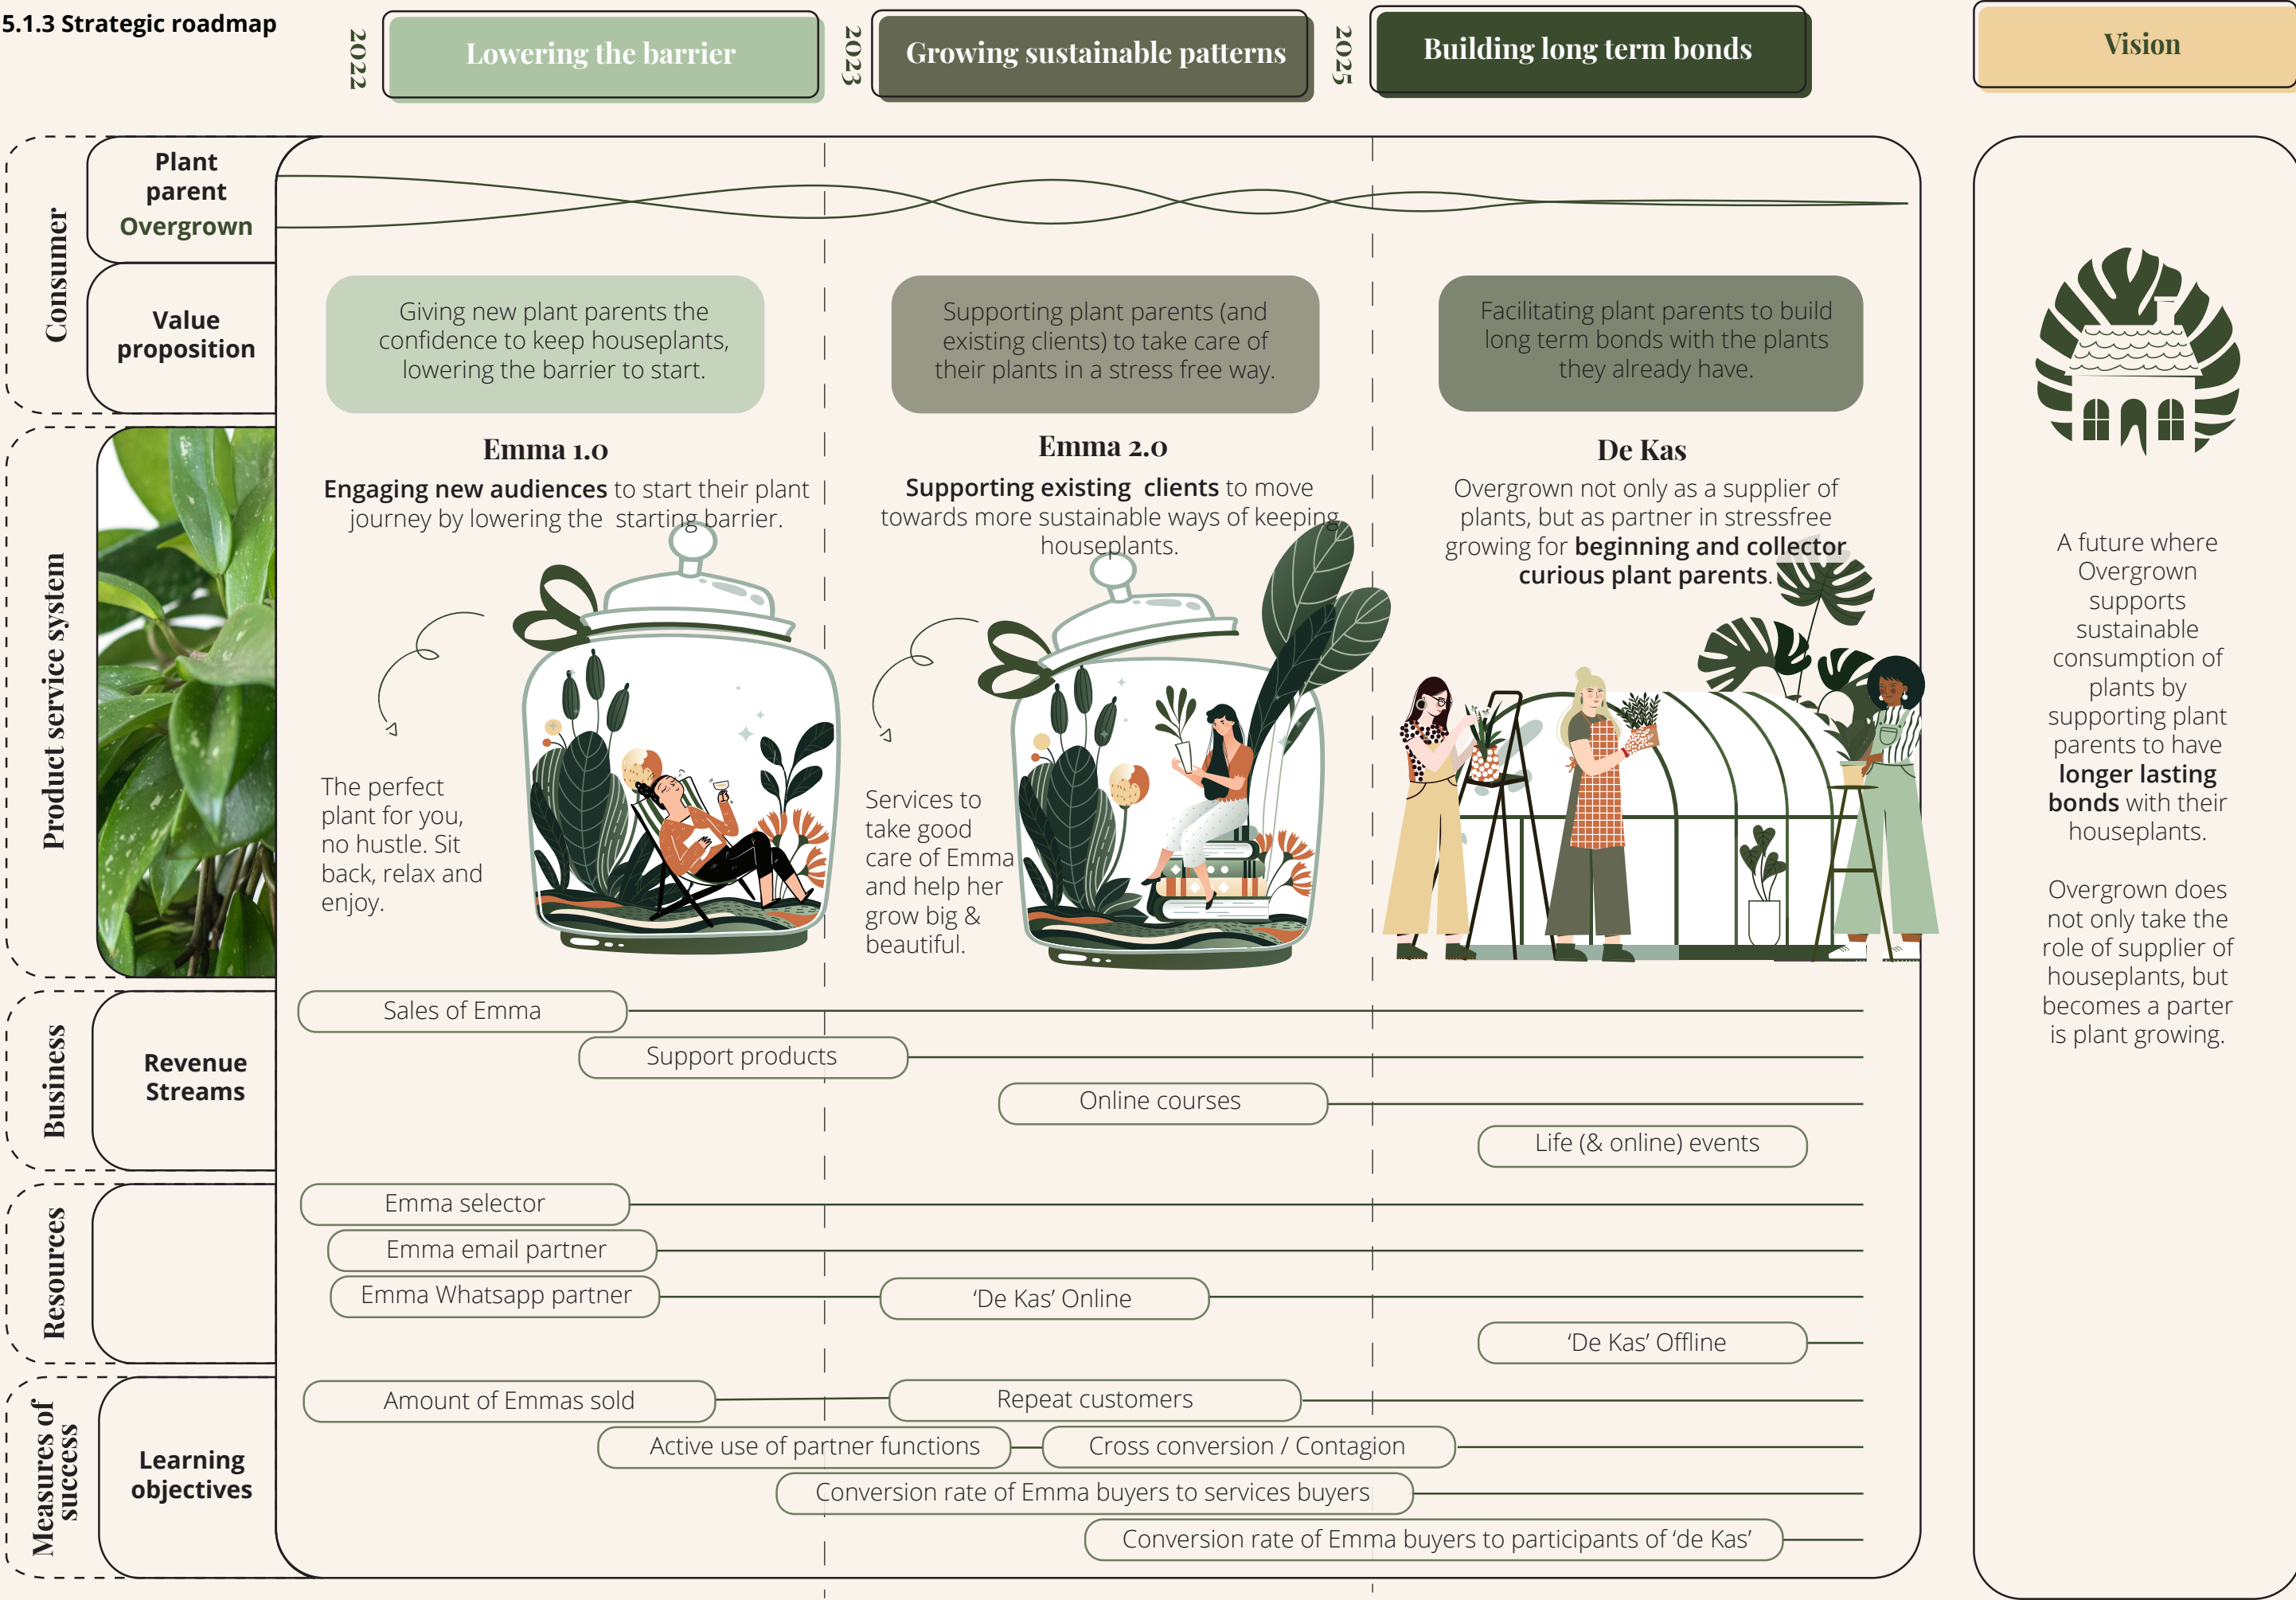 5.1.3 Strategic roadmap
2022
Lowering the barrier
2023
Growing sustainable patterns
2025
Building long term bonds
Vision
Consumer
Plant
parent
Overgrown
Value
proposition
Giving new plant parents the
confidence to keep houseplants,
lowering the barrier to start.
Supporting plant parents (and
existing clients) to take care of
their plants in a stress free way.
Facilitating plant parents to build
long term bonds with the plants
they already have.
Product service system
Emma 1.0
Engaging new audiences to start their plant
journey by lowering the  starting barrier.
The perfect
plant for you,
no hustle. Sit
back, relax and
enjoy.
Emma 2.0
Supporting existing  clients to move
towards more sustainable ways of keeping
houseplants.
Services to
take good
care of Emma
and help her
grow big &
beautiful.
De Kas
Overgrown not only as a supplier of
plants, but as partner in stressfree
growing for beginning and collector
curious plant parents.
Business
Revenue
Streams
Sales of Emma
Support products
Online courses
Life (& online) events
Resources
Emma selector
Emma email partner
Emma Whatsapp partner
‘De Kas’ Online
‘De Kas’ Offline
Measures of
success
Learning
objectives
Amount of Emmas sold
Repeat customers
Active use of partner functions
Cross conversion / Contagion
Conversion rate of Emma buyers to services buyers
Conversion rate of Emma buyers to participants of ‘de Kas’
A future where
Overgrown
supports
sustainable
consumption of
plants by
supporting plant
parents to have
longer lasting
bonds with their
houseplants.
Overgrown does
not only take the
role of supplier of
houseplants, but
becomes a parter
is plant growing.